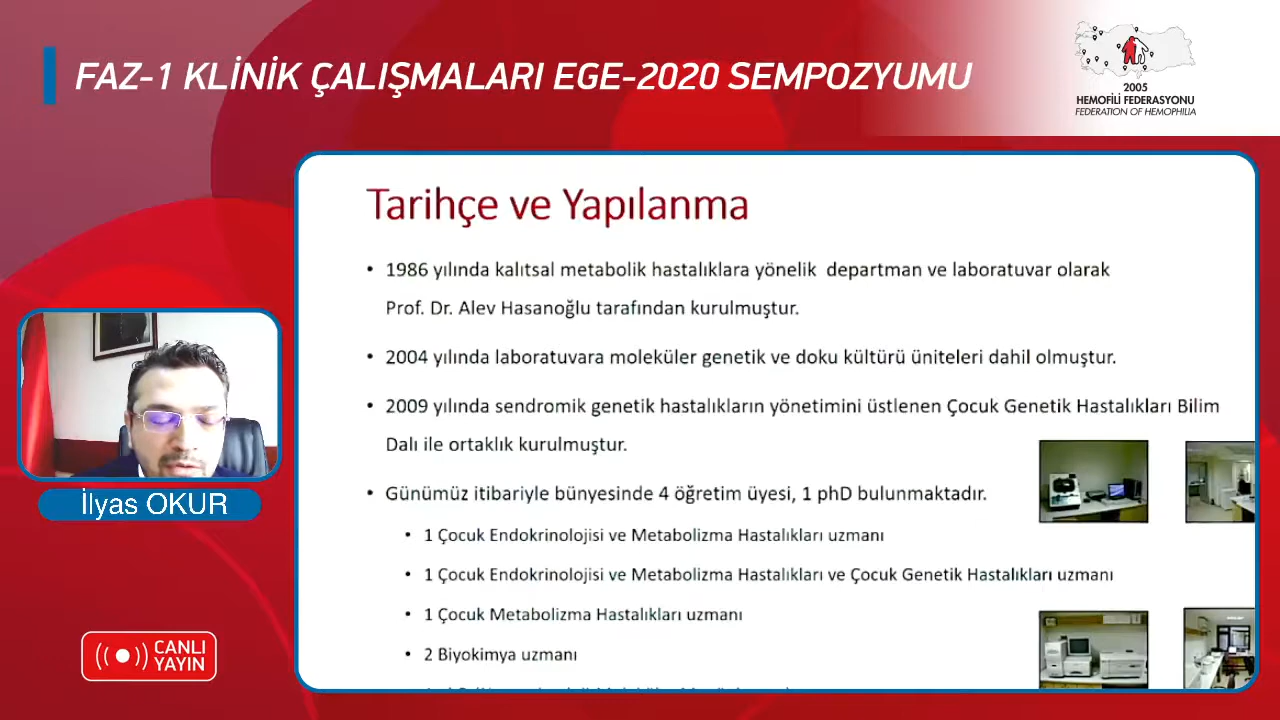 FAZ-1 KLİNİK ÇALIŞMALARI EGE-2020 SEMPOZYUMU
2005
HEMOFİLİ FEDERASYONU
FEDERATION OF HEMOPHILIA
Tarihçe ve Yapılanma
• 1986 yılında kalıtsal metabolik hastalıklara yönelik departman ve laboratuvar olarak
Prof. Dr. Alev Hasanoğlu tarafından kurulmuştur.
• 2004 yılında laboratuvara moleküler genetik ve doku kültürü üniteleri dahil olmuştur.
• 2009 yılında sendromik genetik hastalıkların yönetimini üstlenen Çocuk Genetik Hastalıkları Bilim
Dalı ile ortaklık kurulmuştur.
• Günümüz itibariyle bünyesinde 4 öğretim üyesi, 1 phD bulunmaktadır.
• 1 Çocuk Endokrinolojisi ve Metabolizma Hastalıkları uzmanı
• 1 Çocuk Endokrinolojisi ve Metabolizma Hastalıkları ve Çocuk Genetik Hastalıkları uzmanı
• 1 Çocuk Metabolizma Hastalıkları uzmanı
• 2 Biyokimya uzmanı
İlyas OKUR
CANLI
YAYIN